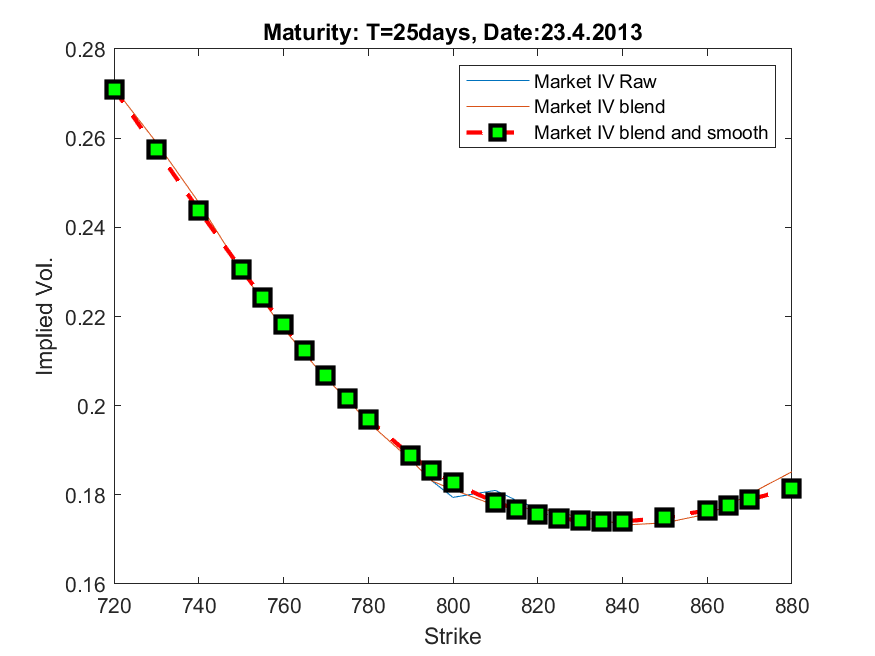 Maturity: T=25days, Date:23.4.2013
0.28
Market IV Raw
Market IV blend
Market IV blend and smooth
0.26
0.24
0.22
0.2
0.18
0.16
Implied Vol.
720 740 760 780 800 820 840 860 880
Strike